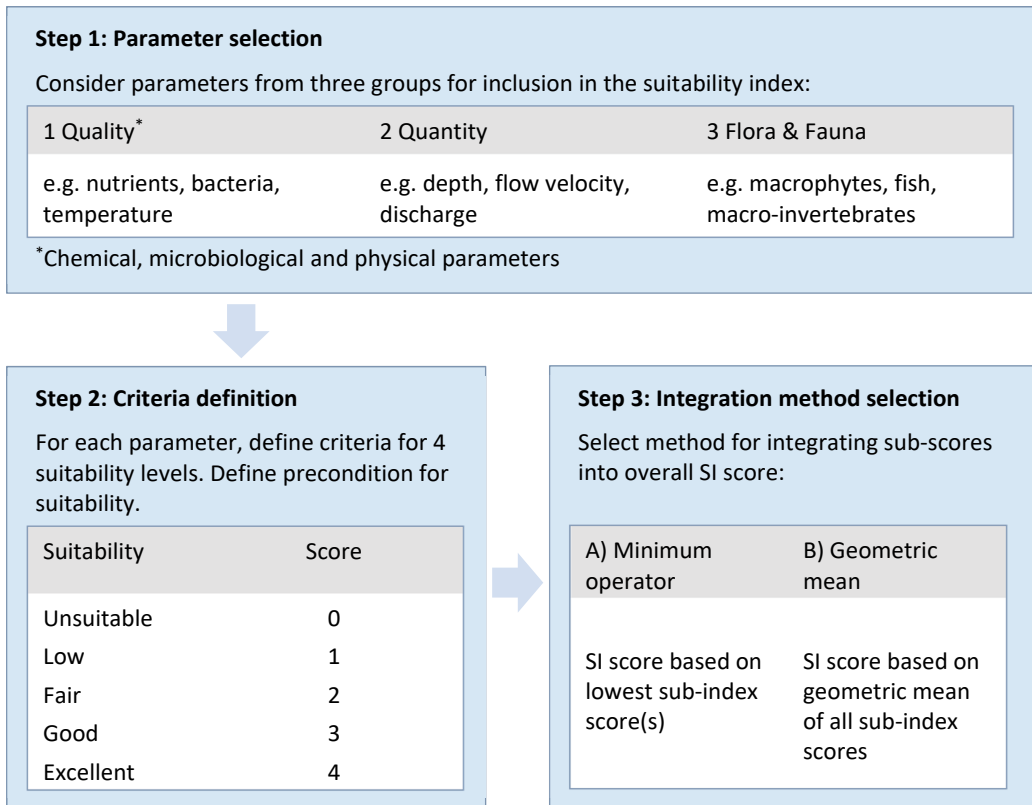 Step 1: Parameter selection
Consider parameters from three groups for inclusion in the suitability index:
1 Quality* 2 Quantity 3 Flora & Fauna
e.g. nutrients, bacteria, e.g. depth, flow velocity, e.g. macrophytes, fish,
temperature discharge macro-invertebrates
*Chemical, microbiological and physical parameters
Step 2: Criteria definition
For each parameter, define criteria for 4
suitability levels. Define precondition for
suitability.
Suitability Score
Unsuitable 0
Low 1
Fair 2
Good 3
Excellent 4
Step 3: Integration method selection
Select method for integrating sub-scores
into overall SI score:
A) Minimum B) Geometric
operator mean
SI score based on SI score based on
lowest sub-index geometric mean
score(s) of all sub-index
scores